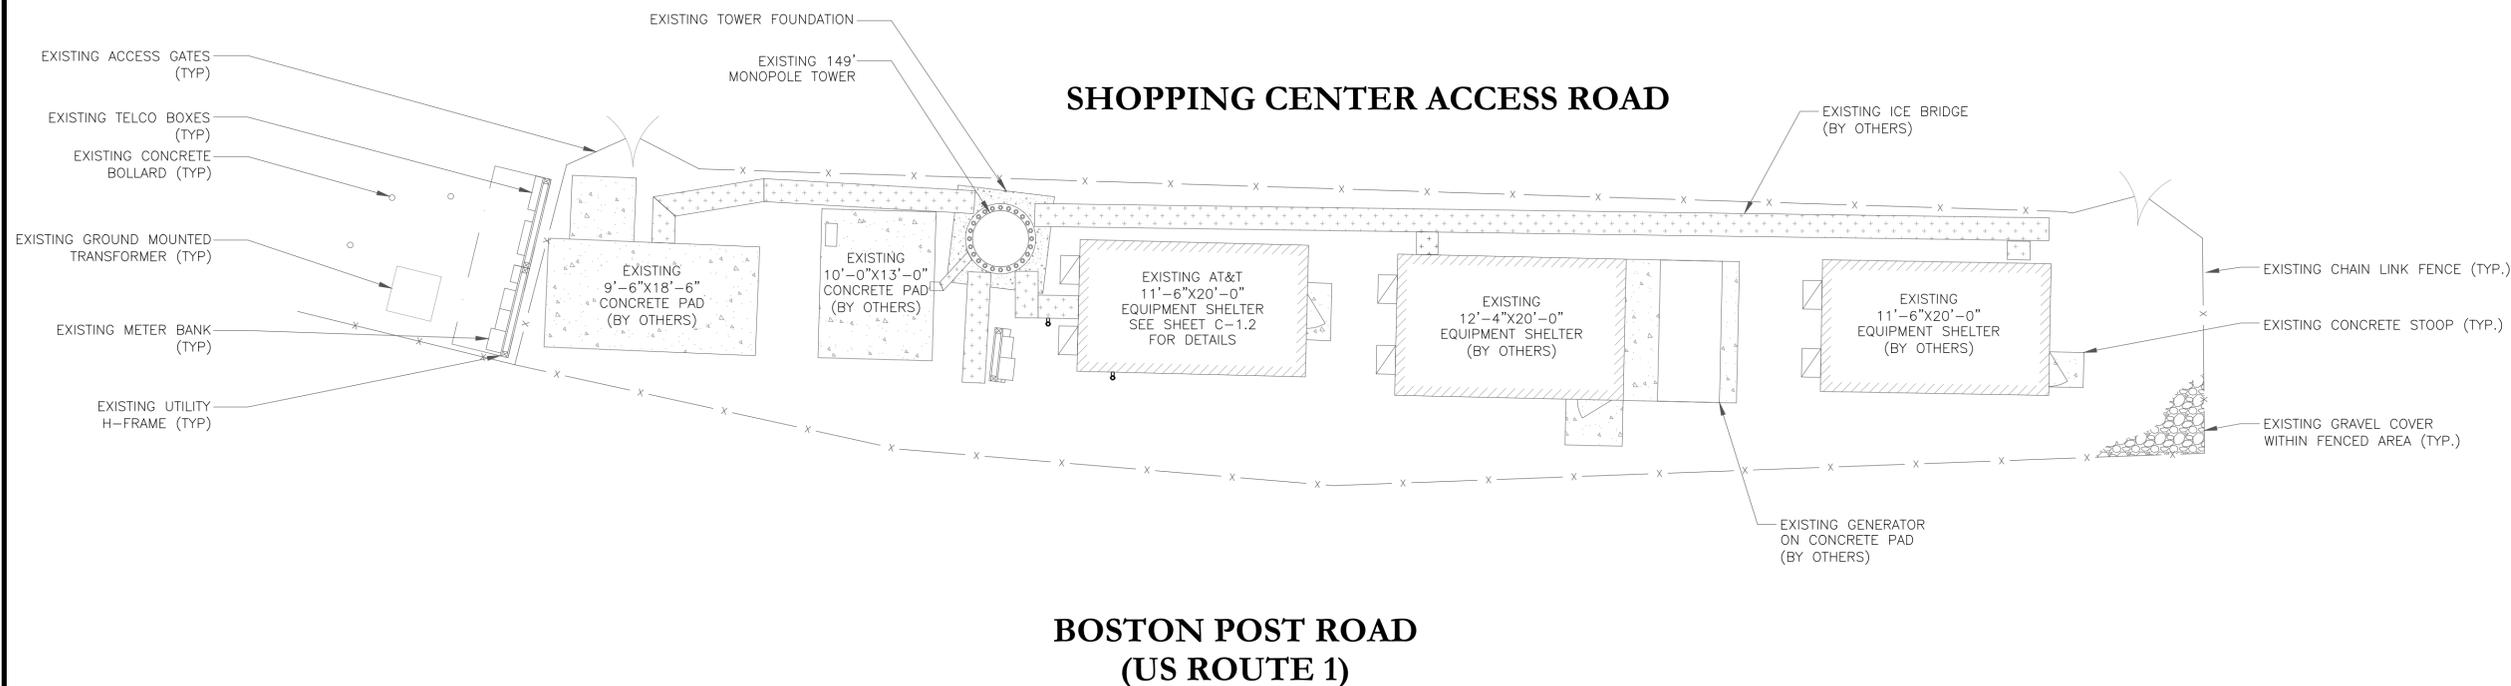 EXISTING TOWER FOUNDATION
EXISTING ACCESS GATES
(TYP)
EXISTING 149'
MONOPOLE TOWER
SHOPPING CENTER ACCESS ROAD
EXISTING ICE BRIDGE
(BY OTHERS)
EXISTING TELCO BOXES
(TYP)
EXISTING CONCRETE
BOLLARD (TYP)
EXISTING GROUND MOUNTED
TRANSFORMER (TYP)
EXISTING METER BANK
(TYP)
EXISTING UTILITY
H-FRAME (TYP)
EXISTING
9'-6"X18'-6"
CONCRETE PAD
(BY OTHERS)
EXISTING
10'-0"X13'-0"
CONCRETE PAD
(BY OTHERS)
EXISTING AT&T
11'-6"X20'-0"
EQUIPMENT SHELTER
SEE SHEET C-1.2
FOR DETAILS
EXISTING
12'-4"X20'-0"
EQUIPMENT SHELTER
(BY OTHERS)
EXISTING
11'-6"X20'-0"
EQUIPMENT SHELTER
(BY OTHERS)
EXISTING CHAIN LINK FENCE (TYP.)
EXISTING CONCRETE STOOP (TYP.)
EXISTING GRAVEL COVER
WITHIN FENCED AREA (TYP.)
EXISTING GENERATOR
ON CONCRETE PAD
(BY OTHERS)
BOSTON POST ROAD
(US ROUTE 1)